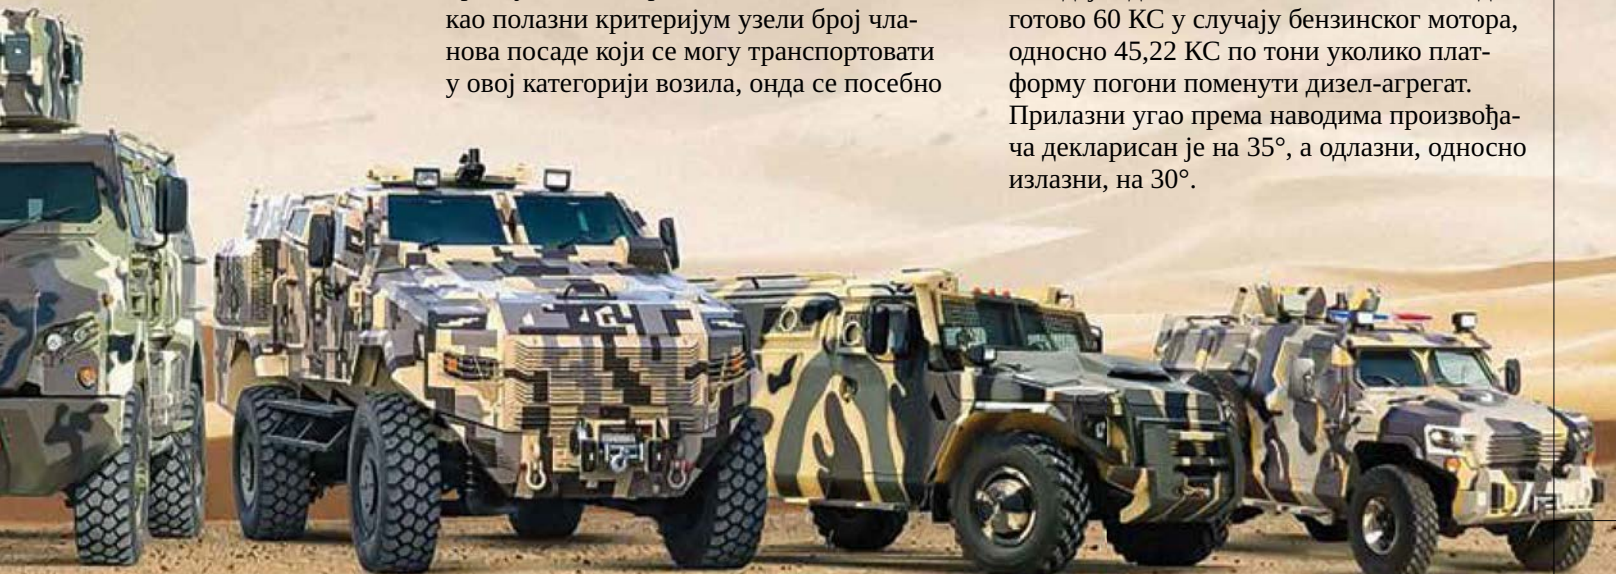 као полазни критеријум узели број чла-
нова посаде који се могу транспортовати
у овој категорији возила, онда се посебно
готово 60 КС у случају бензинског мотора,
односно 45,22 КС по тони уколико плат-
форму погони поменути дизел-агрегат.
Прилазни угао према наводима произвођа-
ча декларисан је на 35°, а одлазни, односно
излазни, на 30°.